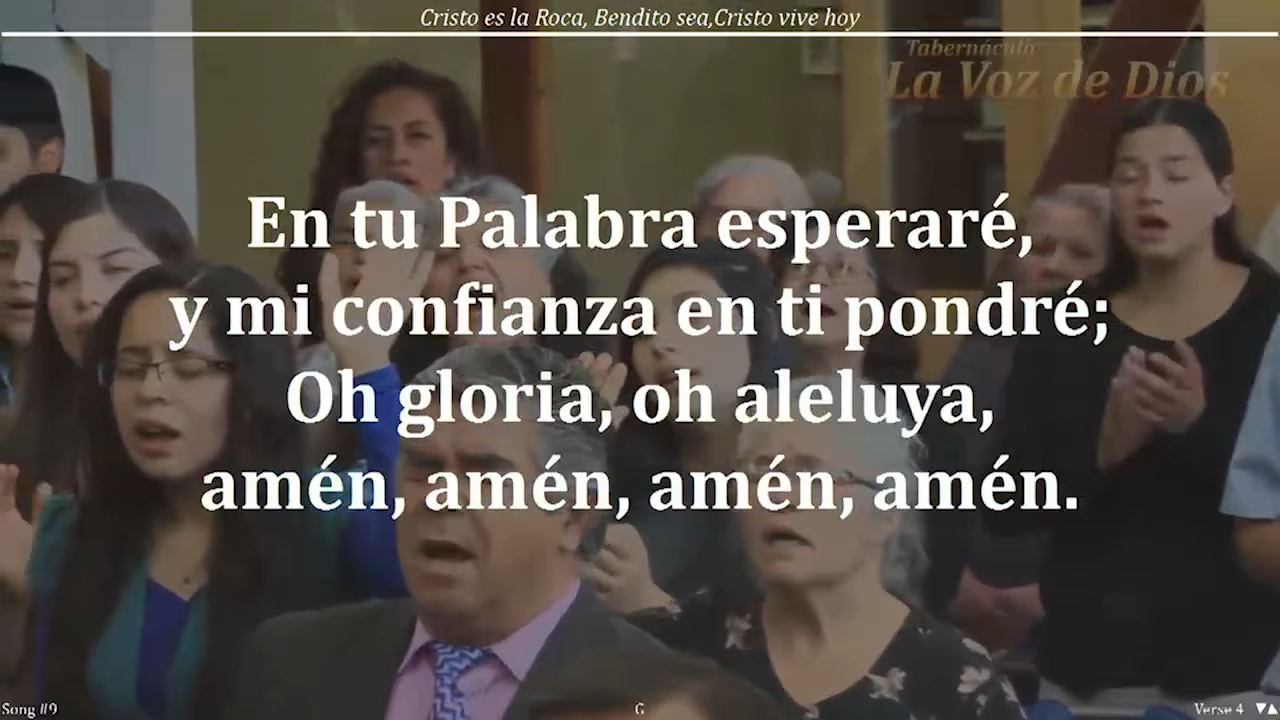 Cristo es la Roca, Bendito sea,Cristo vive hoy
Tabernáculo
La Voz de Dios
En tu Palabra esperaré,
y mi confianza en ti pondré;
Oh gloria, oh aleluya,
amén, amén, amén, amén.
Song #9 G Verse 4 ▼▲